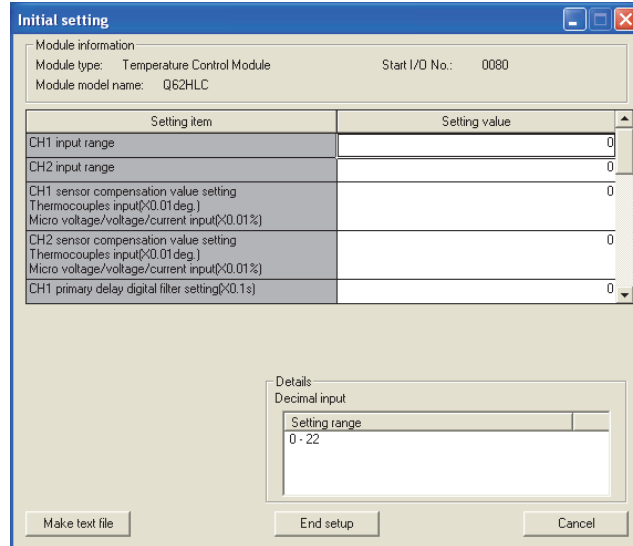 Initial setting
Module information
Module type: Temperature Control Module Start I/O No.: 0080
Module model name: Q62HLC
Setting item Setting value
CH1 input range 0
CH2 input range 0
CH1 sensor compensation value setting 0
Thermocouples input(X0.01deg.)
Micro voltage/voltage/current input(X0.01%)
CH2 sensor compensation value setting 0
Thermocouples input(X0.01deg.)
Micro voltage/voltage/current input(X0.01%)
CH1 primary delay digital filter setting(X0.1s) 0
Details
Decimal input
Setting range
0 - 22
Make text file End setup Cancel